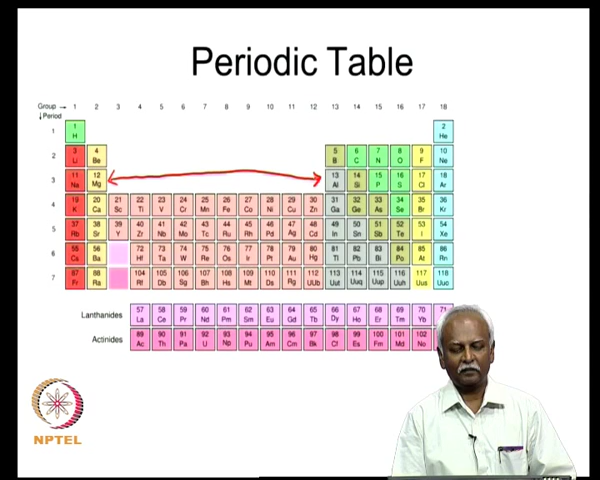 Periodic Table
Group → 1 2 3 4 5 6 7 8 9 10 11 12 13 14 15 16 17 18
↓Period
1 1 2
H He
2 3 4 5 6 7 8 9 10
Li Be B C N O F Ne
3 11 12 13 14 15 16 17 18
Na Mg Al Si P S Cl Ar
4 19 20 21 22 23 24 25 26 27 28 29 30 31 32 33 34 35 36
K Ca Sc Ti V Cr Mn Fe Co Ni Cu Zn Ga Ge As Se Br Kr
5 37 38 39 40 41 42 43 44 45 46 47 48 49 50 51 52 53 54
Rb Sr Y Zr Nb Mo Tc Ru Rh Pd Ag Cd In Sn Sb Te I Xe
6 55 56 72 73 74 75 76 77 78 79 80 81 82 83 84 85 86
Cs Ba Hf Ta W Re Os Ir Pt Au Hg Tl Pb Bi Po At Rn
7 87 88 104 105 106 107 108 109 110 111 112 113 114 115 116 117 118
Fr Ra Rf Db Sg Bh Hs Mt Ds Rg UUb Uut Uuq Uup Uuh Uus Uuo
Lanthanides 57 58 59 60 61 62 63 64 65 66 67 68 69 70 71
La Ce Pr Nd Pm Sm Eu Gd Tb Dy Ho Er Tm Yb
Actinides 89 90 91 92 93 94 95 96 97 98 99 100 101 102
Ac Th Pa U Np Pu Am Cm Bk Cf Es Fm Md No
NPTEL